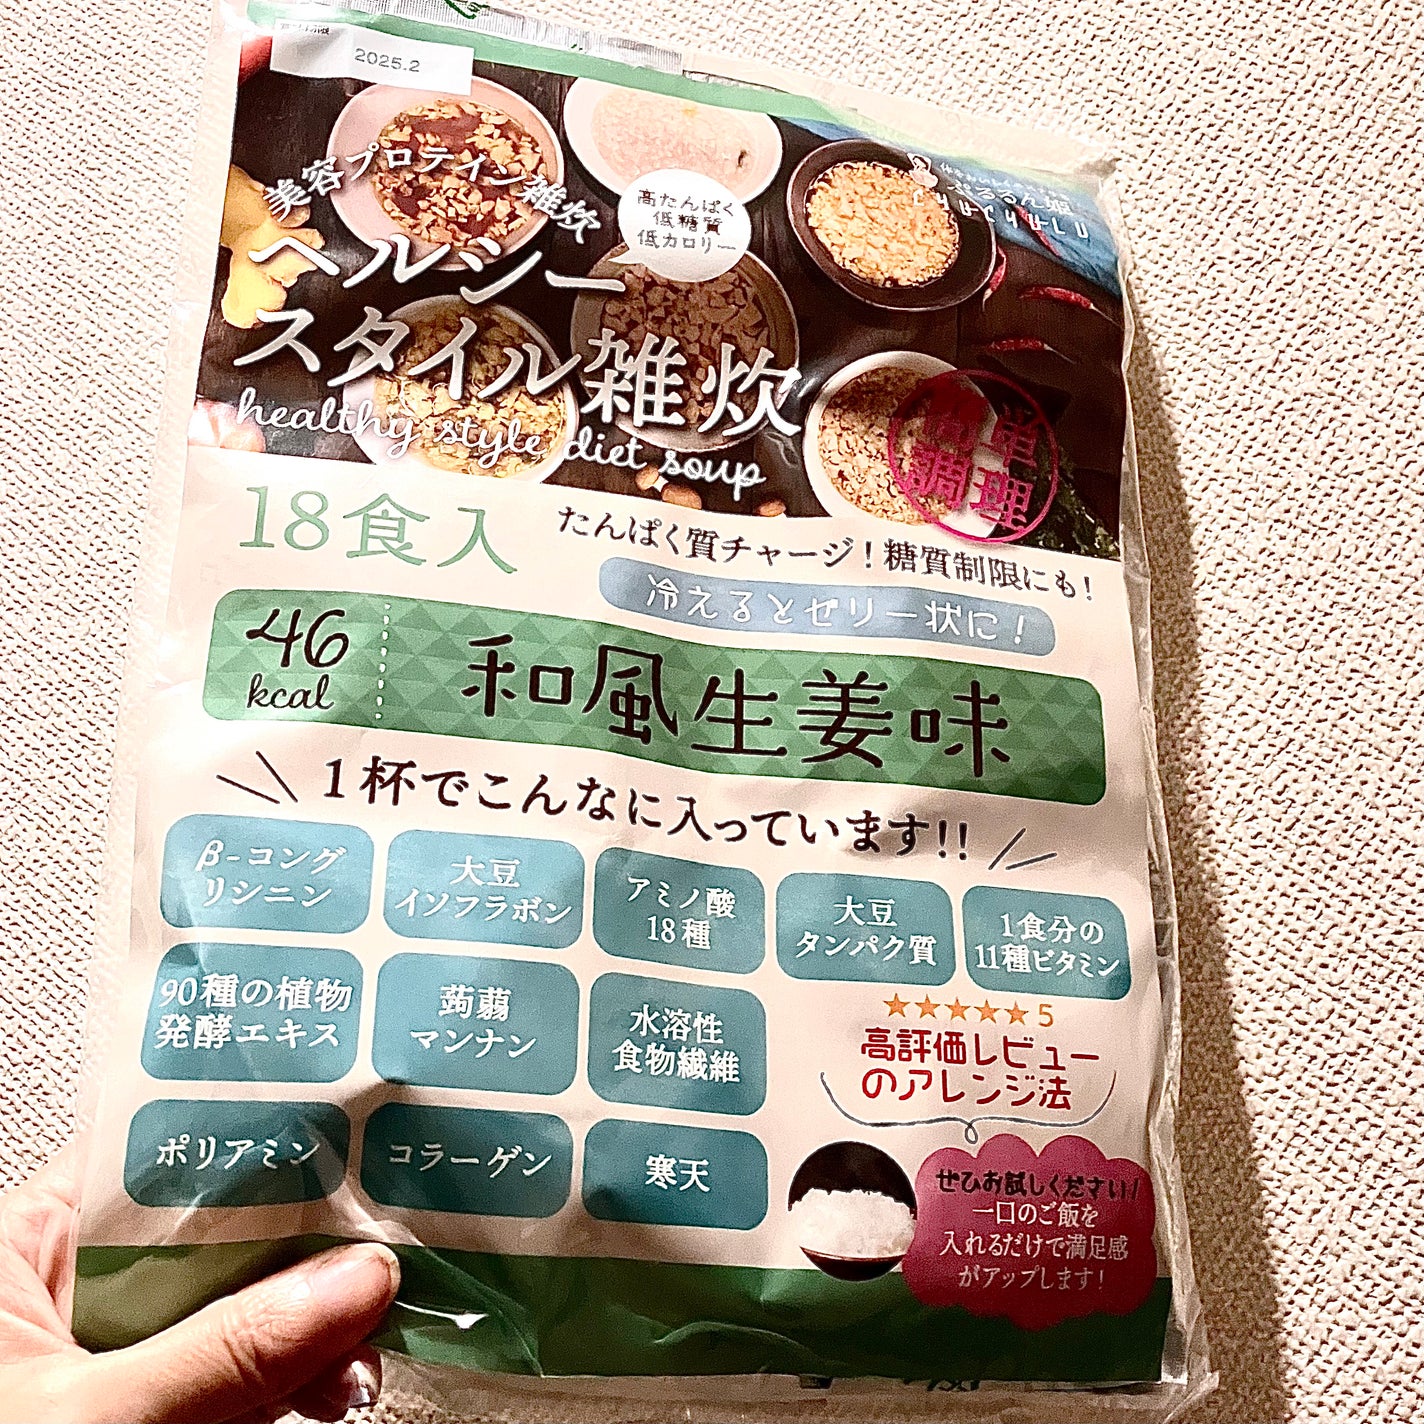 2025.2
美容プロテイン雑炊
ヘルシー
スタイル雑炊
healthy style diet soup
高たんぱく
低糖質
低カロリー
ぷるるん姫
CHUCHULU
簡単
調理
18食入
たんぱく質チャージ！糖質制限にも！
冷えるとゼリー状に！
46
kcal
和風生姜味
1杯でこんなに入っています!!
β-コング
リシニン
大豆
イソフラボン
アミノ酸
18種
大豆
タンパク質
1食分の
11種ビタミン
90種の植物
発酵エキス
蒟蒻
マンナン
水溶性
食物繊維
ポリアミン
コラーゲン
寒天
★★★★★5
高評価レビュー
のアレンジ法
ぜひお試しください！
一口のご飯を
入れるだけで満足感
がアップします！